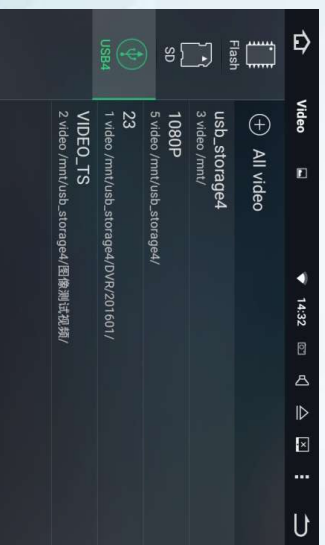 Video
14:32
Flash
SD
USB4
All video
usb_storage4
3 video /mnt/
1080P
5 video /mnt/usb_storage4/
23
1 video /mnt/usb_storage4/DVR/201601/
VIDEO_TS
2 video /mnt/usb_storage4/图像测试视频/